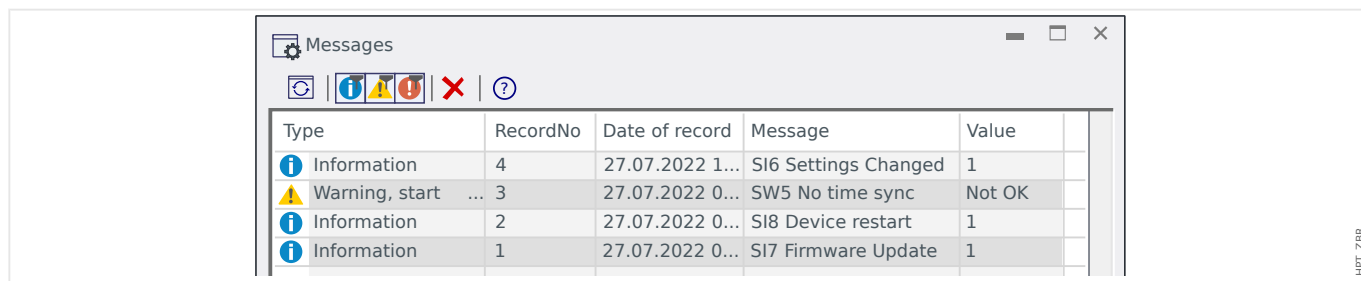 Messages
Type RecordNo Date of record Message Value
Information 4 27.07.2022 1... SI6 Settings Changed 1
Warning, start ... 3 27.07.2022 0... SW5 No time sync Not OK
Information 2 27.07.2022 0... SI8 Device restart 1
Information 1 27.07.2022 0... SI7 Firmware Update 1